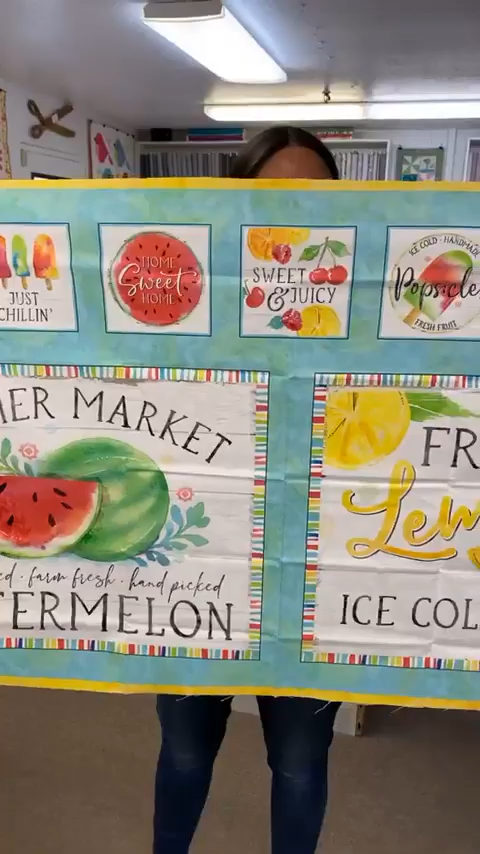 JUST
CHILLIN'
HOME
Sweet
HOME
SWEET
& JUICY
ICE COLD · HANDMADE
Popsicles
FRESH FRUIT
MER MARKET
ed · farm fresh · hand picked
TERMELON
FR
Lem
ICE COL